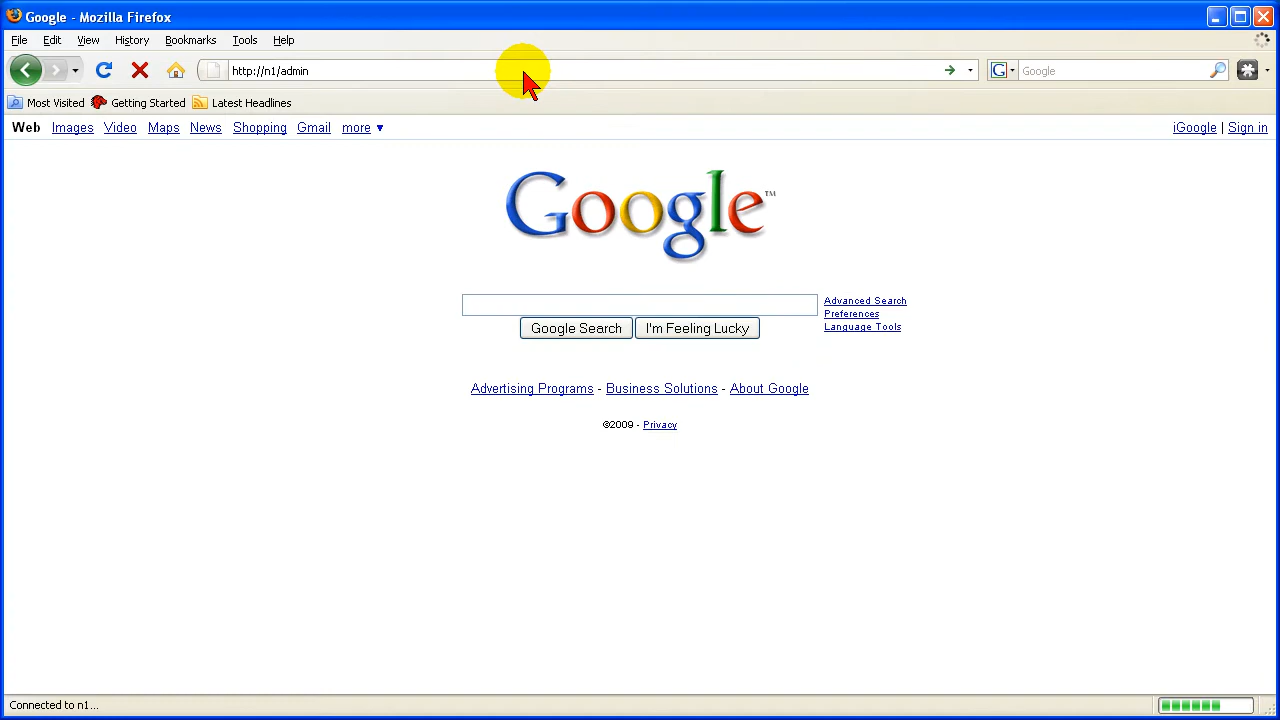 Google - Mozilla Firefox
File Edit View History Bookmarks Tools Help
http://n1/admin
G Google
Most Visited Getting Started Latest Headlines
Web Images Video Maps News Shopping Gmail more ▼ iGoogle | Sign in
Google™
Advanced Search
Preferences
Language Tools
Google Search I'm Feeling Lucky
Advertising Programs - Business Solutions - About Google
©2009 - Privacy
Connected to n1...